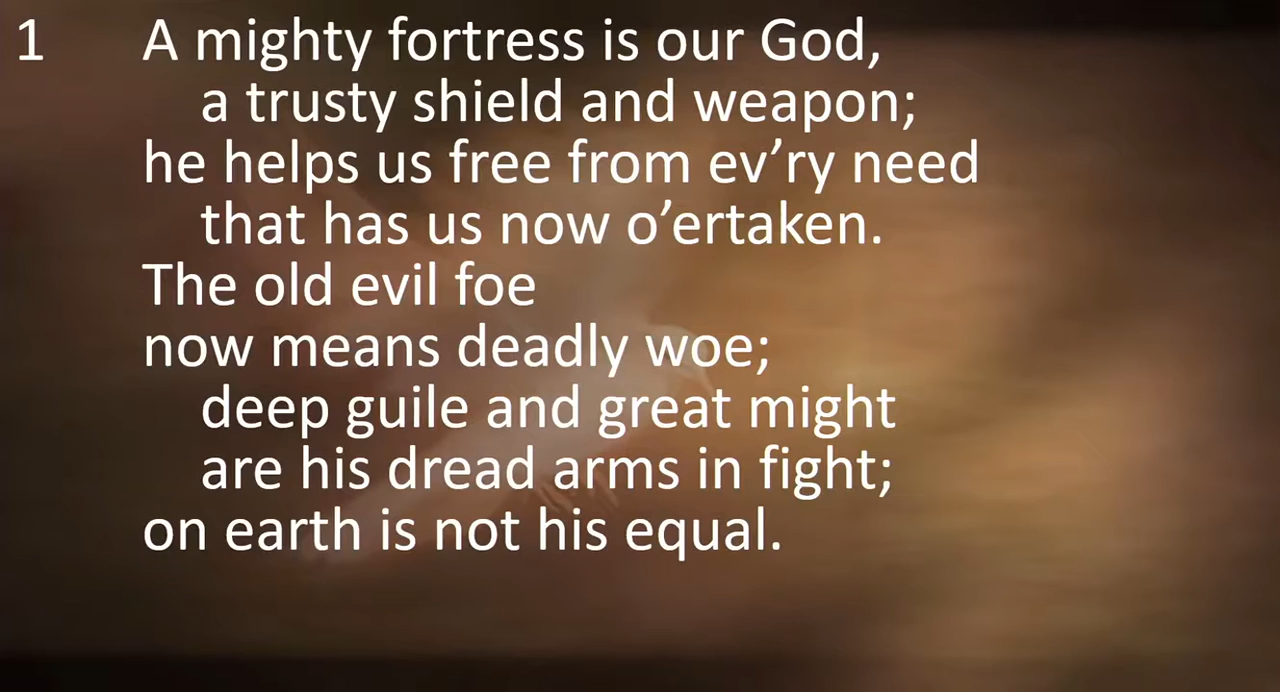 1 A mighty fortress is our God,
a trusty shield and weapon;
he helps us free from ev’ry need
that has us now o’ertaken.
The old evil foe
now means deadly woe;
deep guile and great might
are his dread arms in fight;
on earth is not his equal.